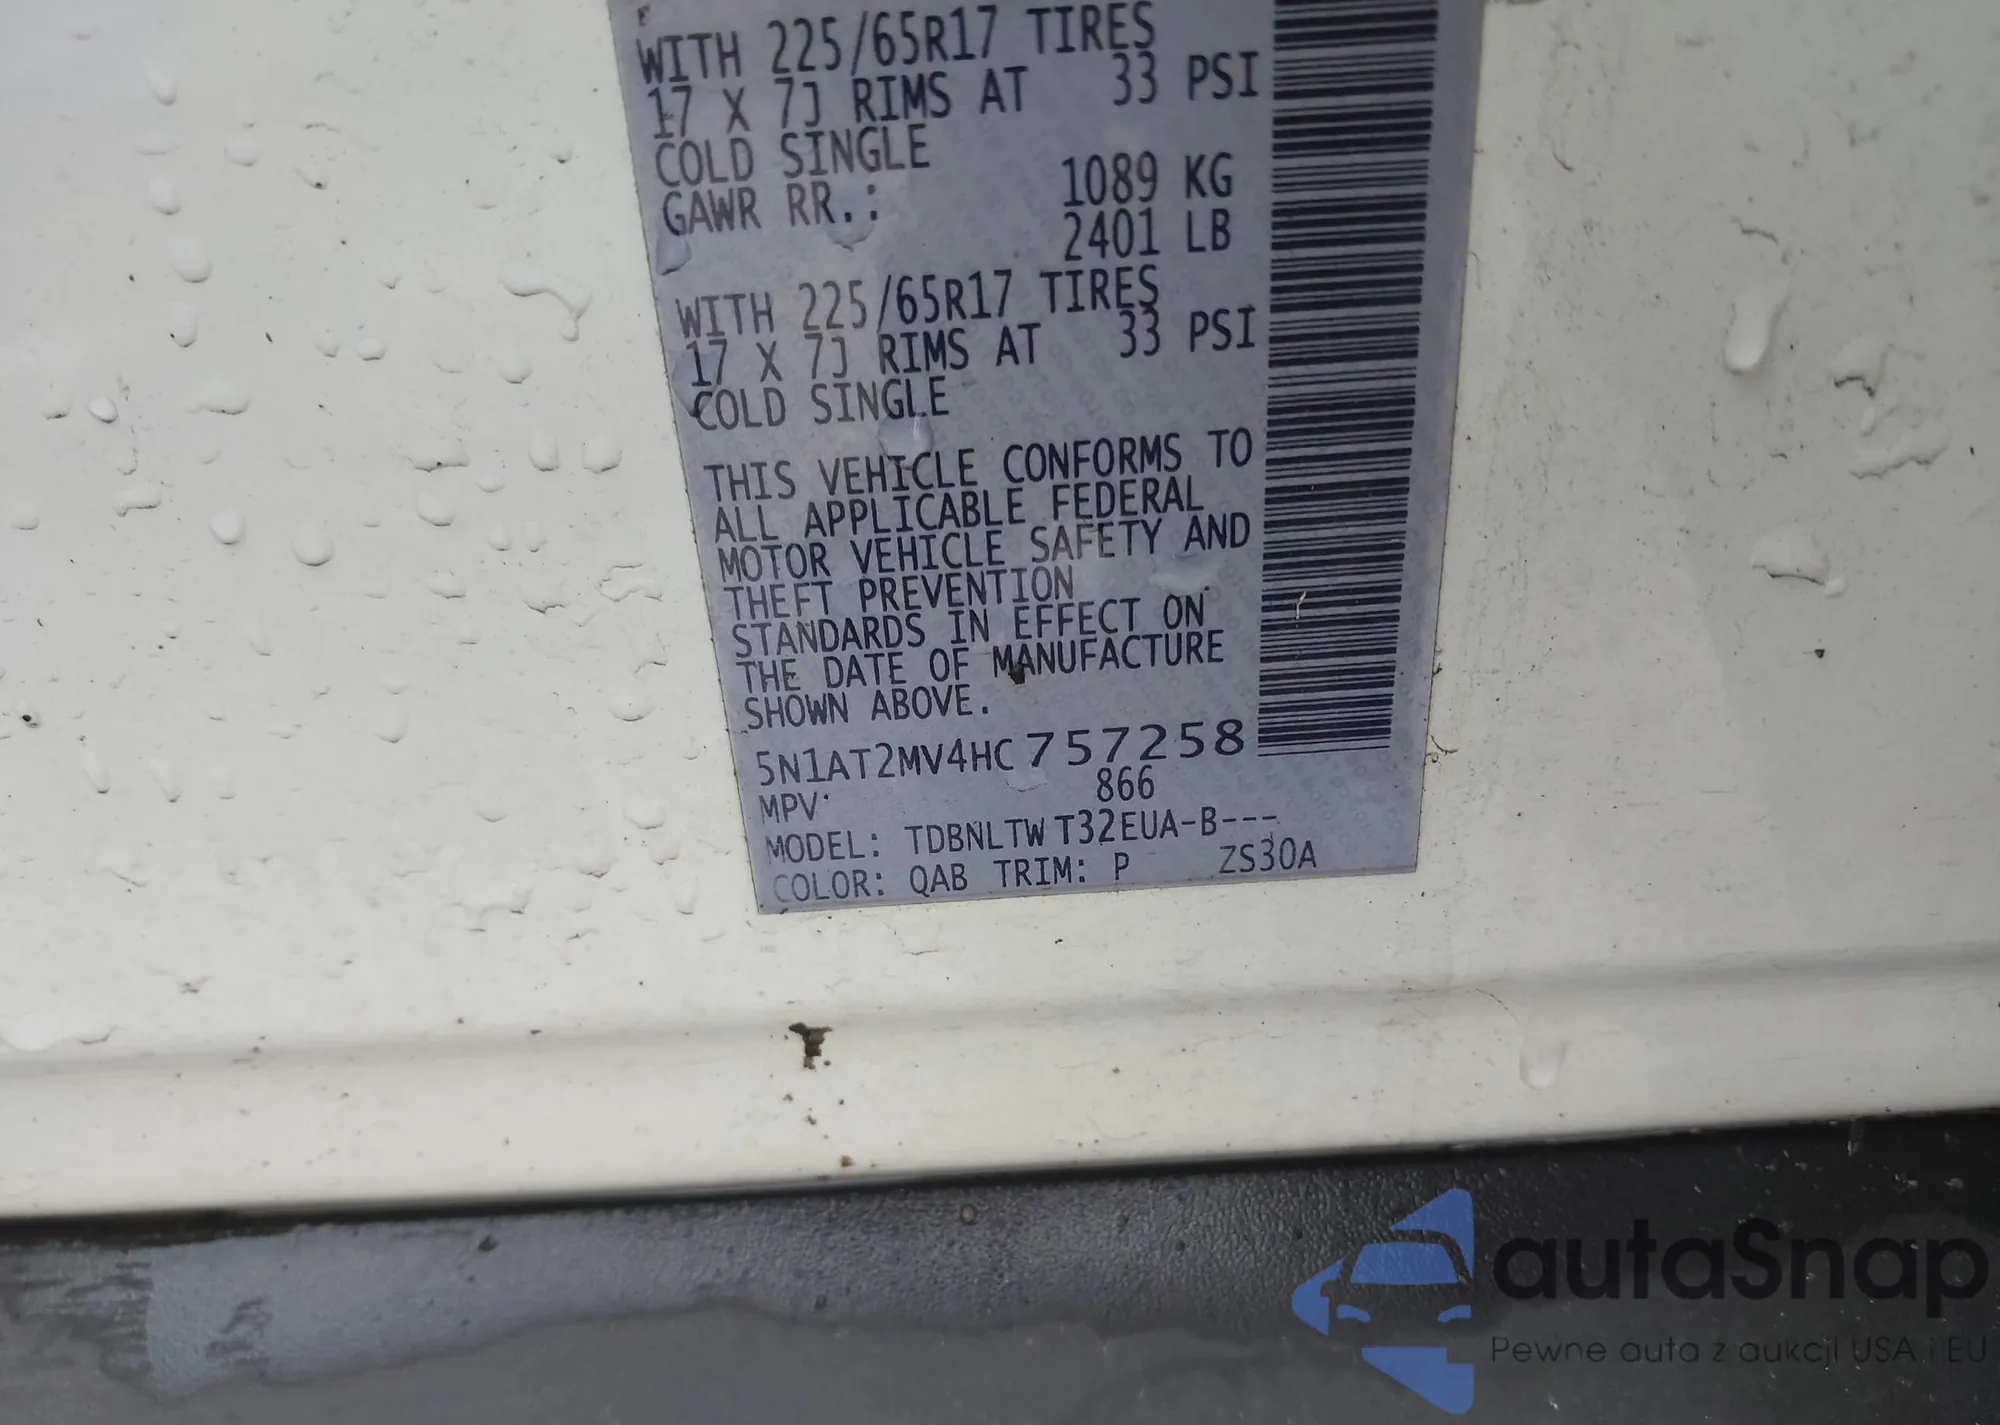 WITH 225/65R17 TIRES
17 X 7J RIMS AT 33 PSI
COLD SINGLE
GAWR RR.: 1089 KG
2401 LB
WITH 225/65R17 TIRES
17 X 7J RIMS AT 33 PSI
COLD SINGLE
THIS VEHICLE CONFORMS TO
ALL APPLICABLE FEDERAL
MOTOR VEHICLE SAFETY AND
THEFT PREVENTION
STANDARDS IN EFFECT ON
THE DATE OF MANUFACTURE
SHOWN ABOVE.
5N1AT2MV4HC757258
MPV 866
MODEL: TDBNLTW T32EUA-B---
COLOR: QAB TRIM: P ZS30A
autaSnap
Pewne auta z aukcji USA i EU